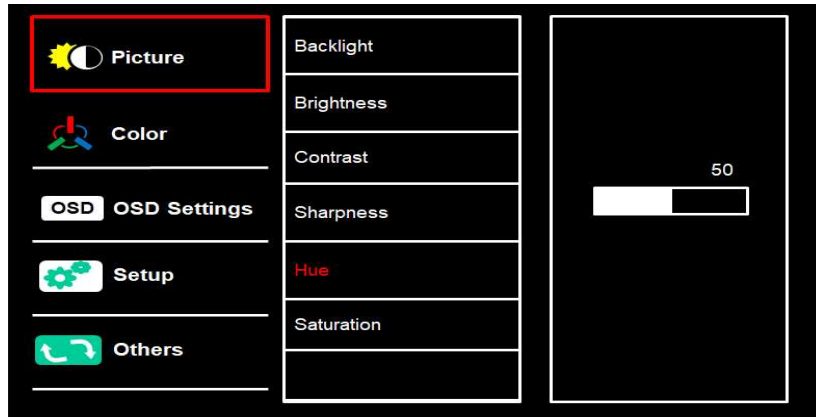 Picture
Color
OSD OSD Settings
Setup
Others
Backlight
Brightness
Contrast
Sharpness
Hue
Saturation
50